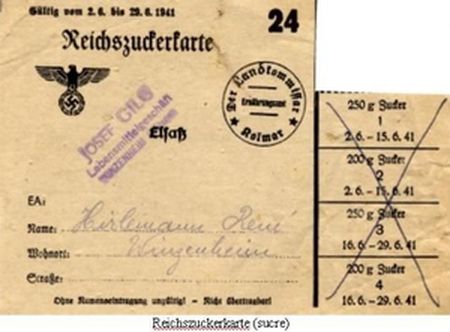 Gültig vom 2. 6. bis 29. 6. 1941
24
Reichszuckerkarte
Der Landkommissar
Ernährungsamt
Kolmar
JOSEF
Lebensmittelgeschäft
Elsaß
EA:
Name: Hirlemann René
Wohnort: Wingenheim
Straße:
Ohne Namenseintragung ungültig! – Nicht übertragbar!
250 g Zucker
1
2.6. – 15.6. 41
200 g Zucker
2
2.6. – 15.6. 41
250 g Zucker
3
16.6. – 29.6. 41
200 g Zucker
4
16.6. – 29.6. 41
Reichszuckerkarte (sucre)